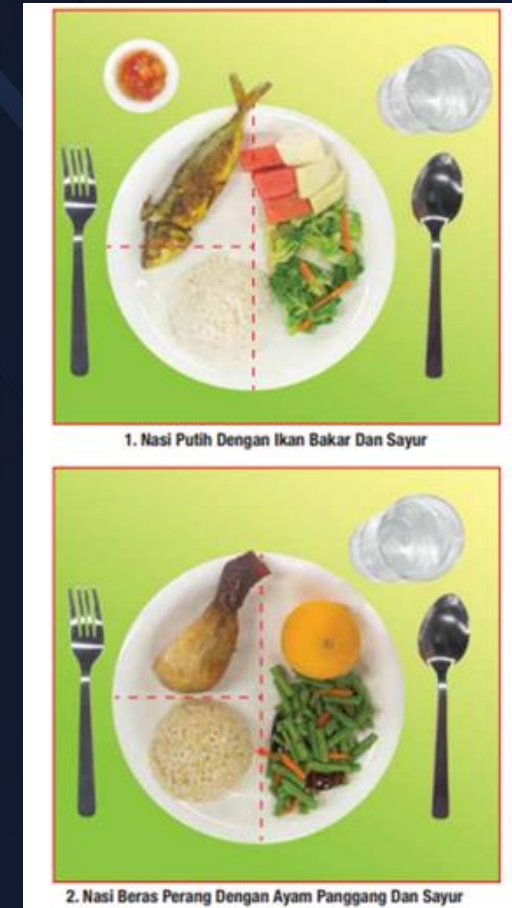 1. Nasi Putih Dengan Ikan Bakar Dan Sayur
2. Nasi Beras Perang Dengan Ayam Panggang Dan Sayur